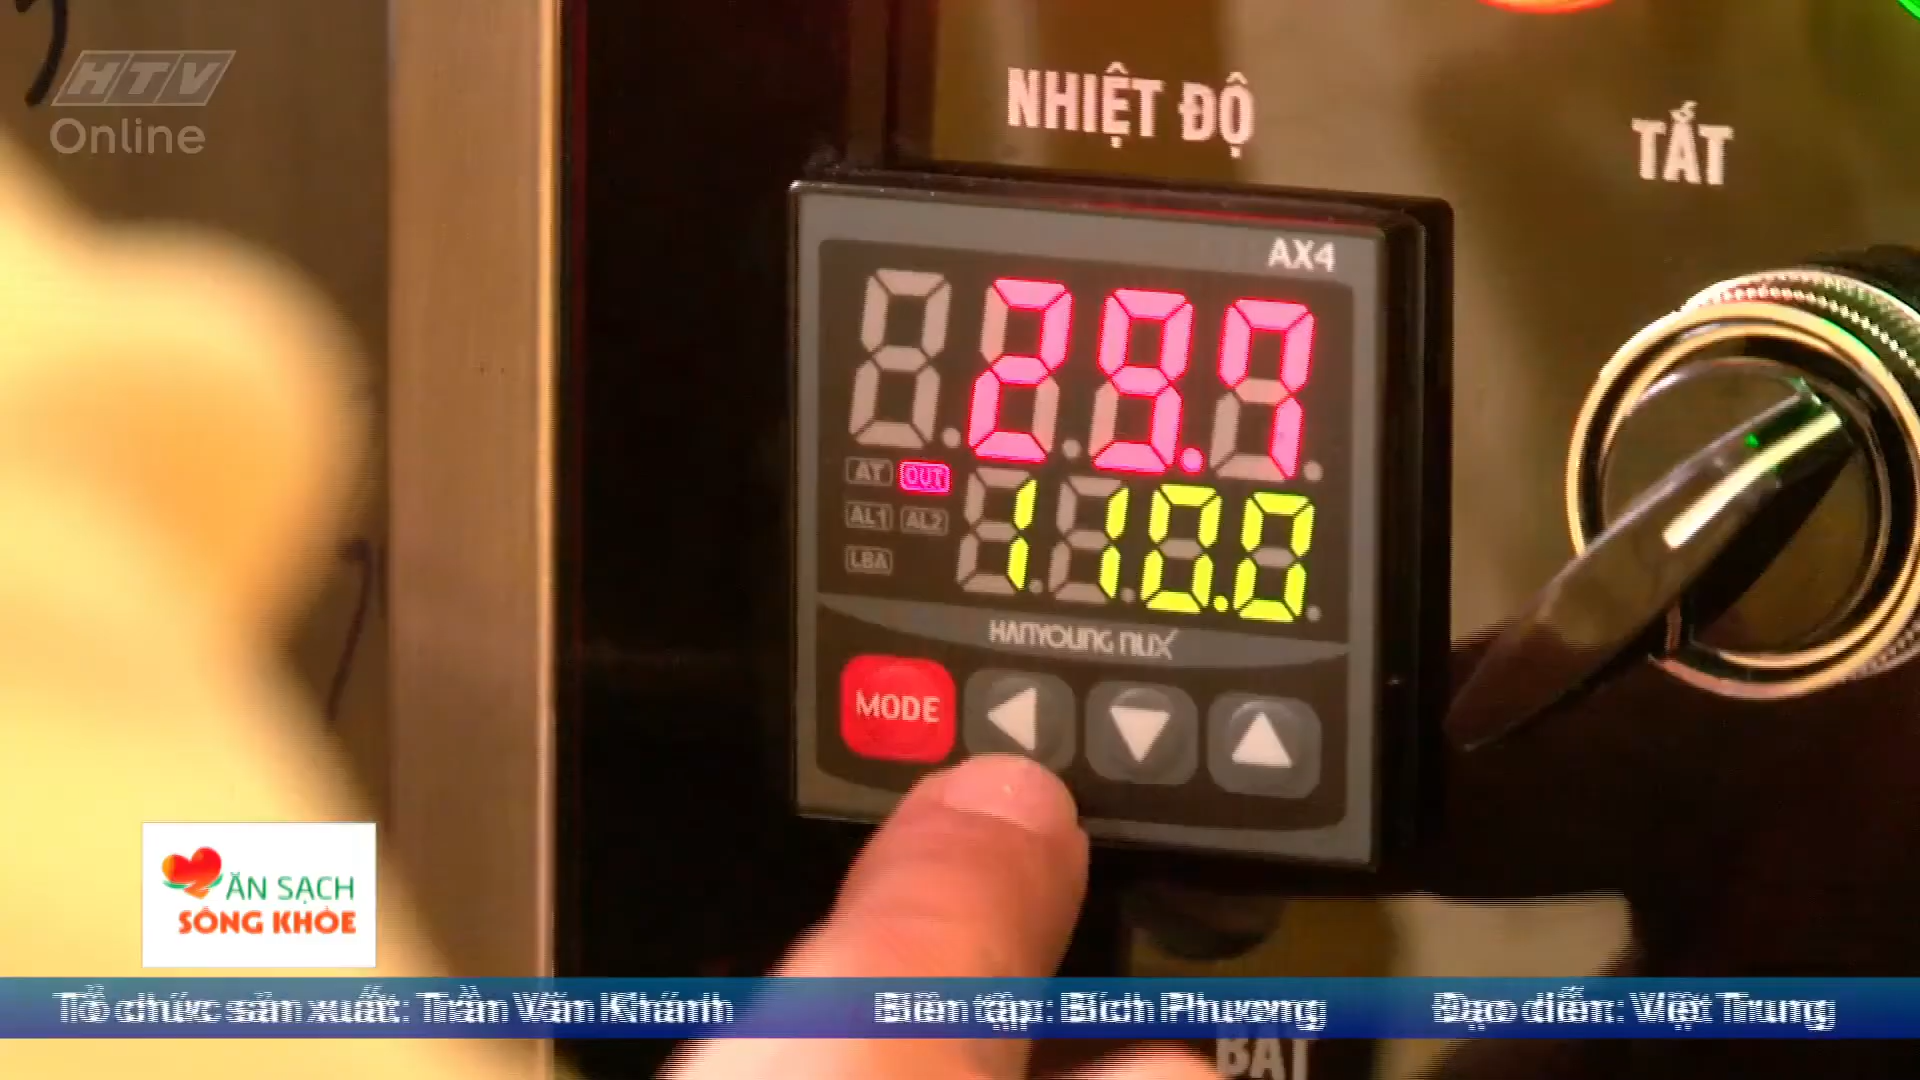 HTV
Online
NHIỆT ĐỘ
TẮT
AX4
29.7
AT OUT
110.0
AL1 AL2
LBA
HANYOUNG NUX
MODE
ĂN SẠCH
SỐNG KHỎE
Tổ chức sản xuất: Trần Văn Khánh Biên tập: Bích Phương Đạo diễn: Việt Trung
BẬT